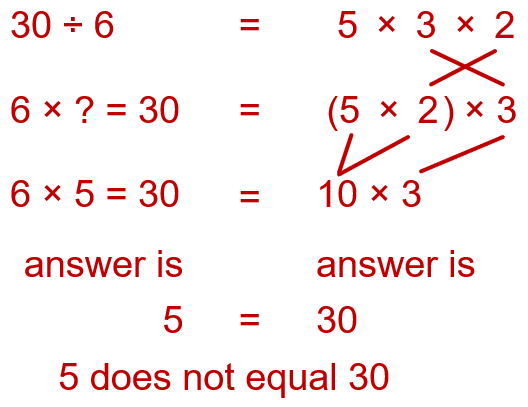 30 ÷ 6 = 5 × 3 × 2
6 × ? = 30 = (5 × 2) × 3
6 × 5 = 30 = 10 × 3
answer is answer is
5 = 30
5 does not equal 30